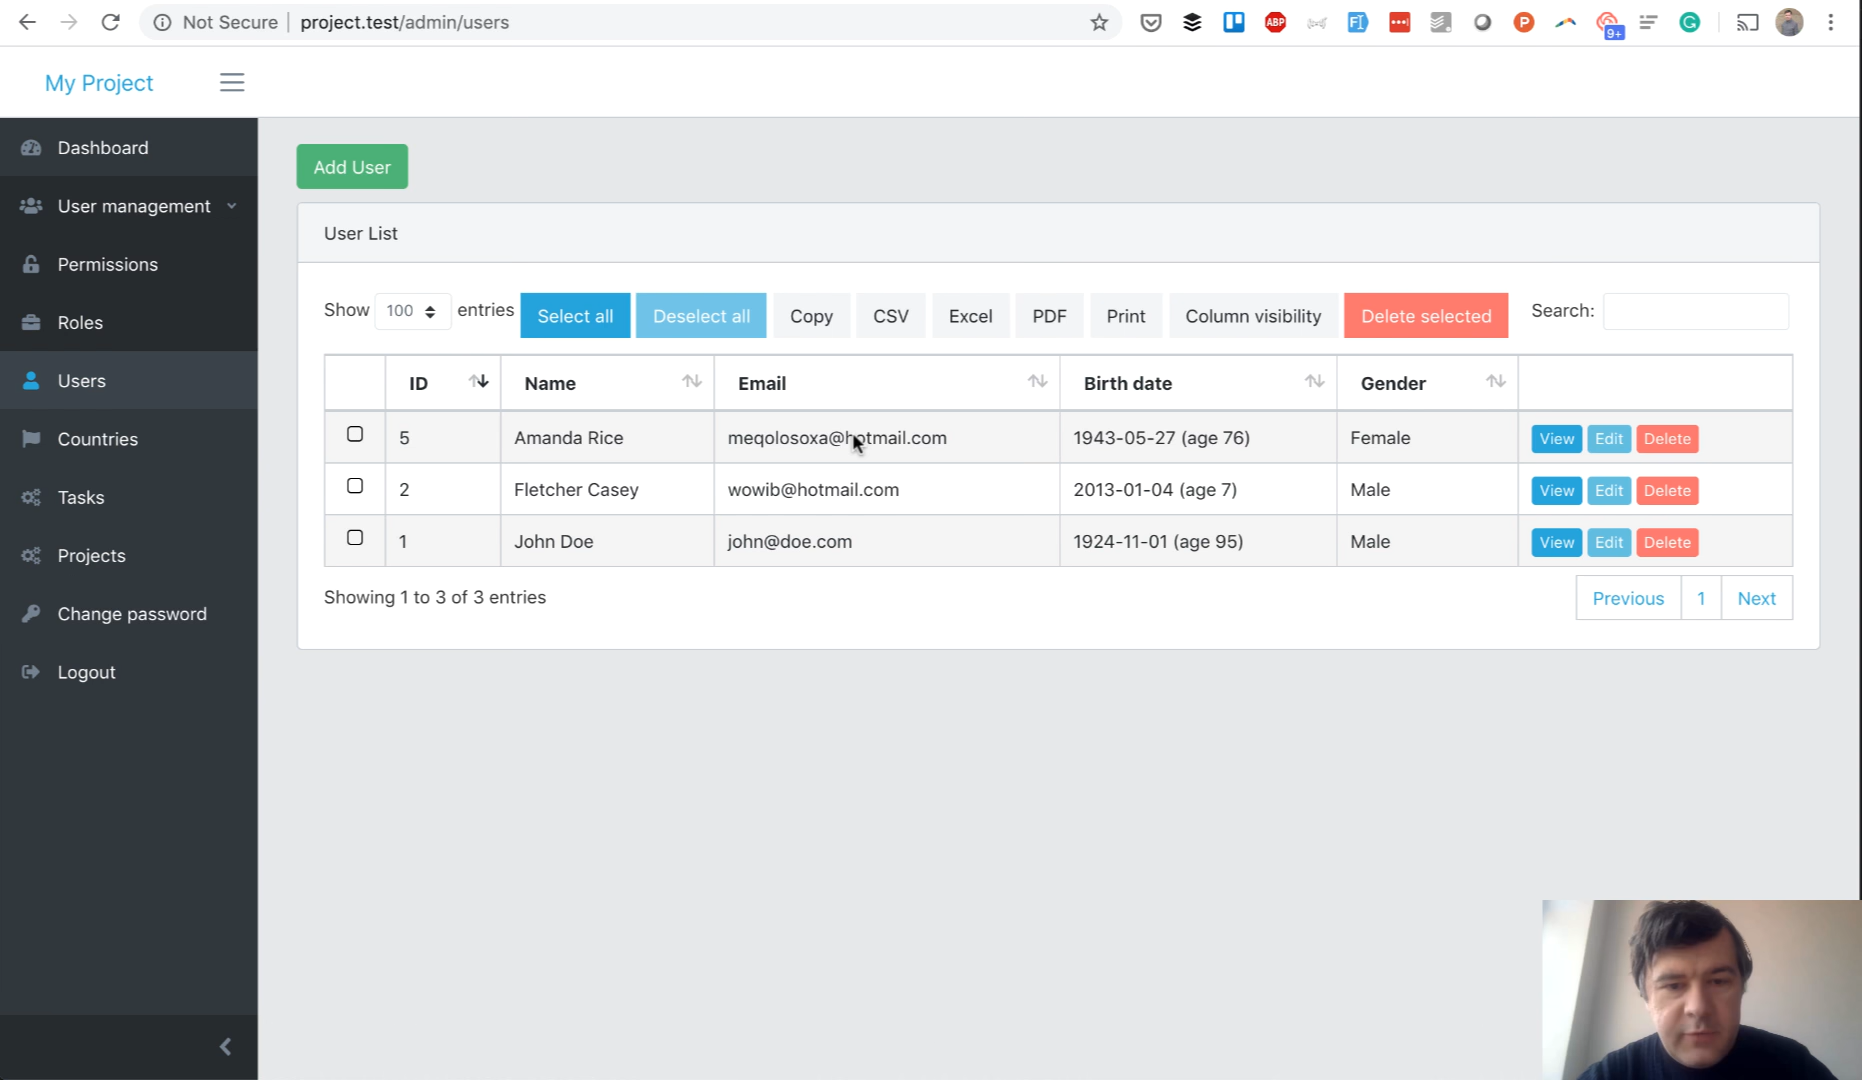 Not Secure | project.test/admin/users
ABP
F
P
9+
G
My Project
Dashboard
User management
Permissions
Roles
Users
Countries
Tasks
Projects
Change password
Logout
Add User
User List
Show 100 entries Select all Deselect all Copy CSV Excel PDF Print Column visibility Delete selected Search:
ID Name Email Birth date Gender
5 Amanda Rice meqolosoxa@hotmail.com 1943-05-27 (age 76) Female View Edit Delete
2 Fletcher Casey wowib@hotmail.com 2013-01-04 (age 7) Male View Edit Delete
1 John Doe john@doe.com 1924-11-01 (age 95) Male View Edit Delete
Showing 1 to 3 of 3 entries
Previous 1 Next